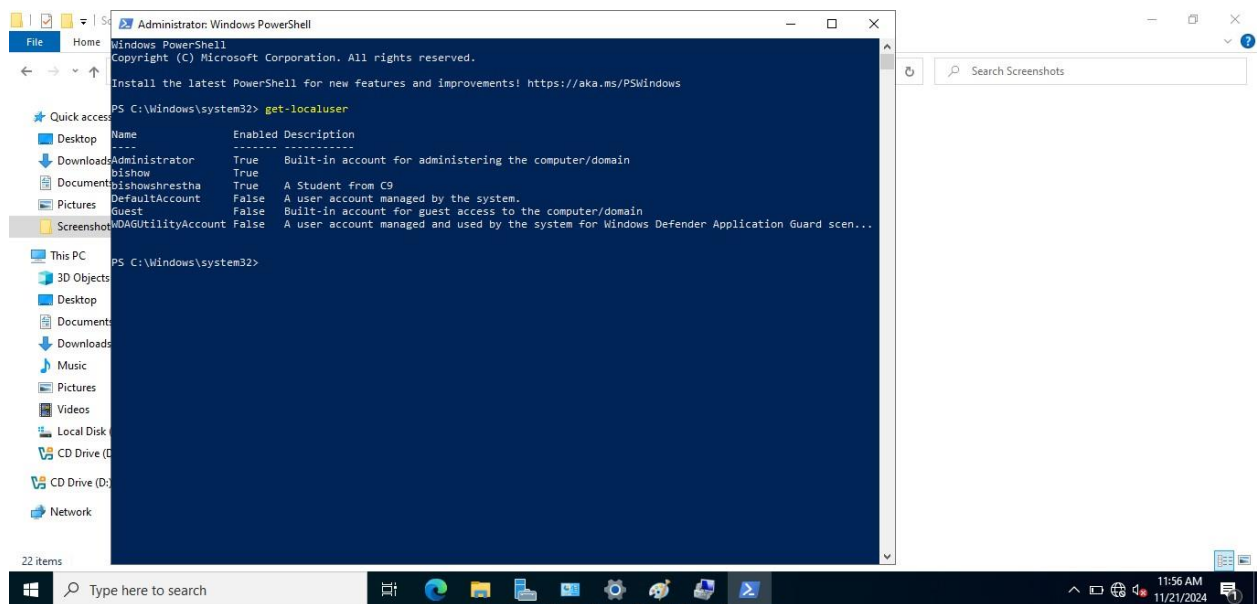 Administrator: Windows PowerShell
File Home
Search Screenshots
Windows PowerShell
Copyright (C) Microsoft Corporation. All rights reserved.
Install the latest PowerShell for new features and improvements! https://aka.ms/PSWindows
PS C:\Windows\system32> get-localuser
Name Enabled Description
---- ------- -----------
Administrator True Built-in account for administering the computer/domain
bishow True
bishowshrestha True A Student from C9
DefaultAccount False A user account managed by the system.
Guest False Built-in account for guest access to the computer/domain
WDAGUtilityAccount False A user account managed and used by the system for Windows Defender Application Guard scen...
PS C:\Windows\system32>
Quick access
Desktop
Downloads
Documents
Pictures
Screenshot
This PC
3D Objects
Desktop
Documents
Downloads
Music
Pictures
Videos
Local Disk (
CD Drive (D
CD Drive (D:)
Network
22 items
Type here to search
11:56 AM
11/21/2024